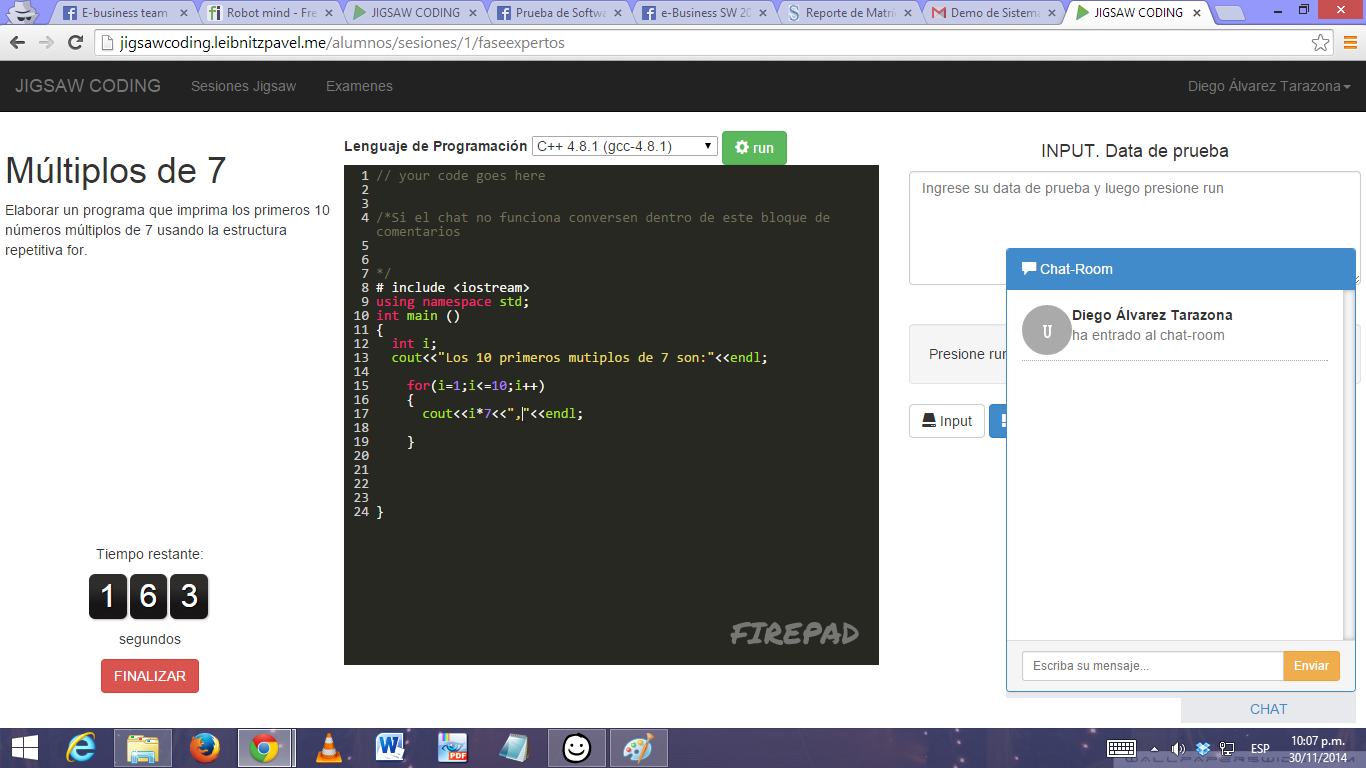 E-business team
Robot mind - Fre
JIGSAW CODING
Prueba de Softwa
e-Business SW 20
Reporte de Matri
Demo de Sistema
JIGSAW CODING
jigsawcoding.leibnitzpavel.me/alumnos/sesiones/1/faseexpertos
JIGSAW CODING
Sesiones Jigsaw
Examenes
Diego Álvarez Tarazona
Múltiplos de 7
Elaborar un programa que imprima los primeros 10
números múltiplos de 7 usando la estructura
repetitiva for.
Tiempo restante:
1 6 3
segundos
FINALIZAR
Lenguaje de Programación C++ 4.8.1 (gcc-4.8.1) run
1 // your code goes here
2
3
4 /*Si el chat no funciona conversen dentro de este bloque de
comentarios
5
6
7 */
8 # include <iostream>
9 using namespace std;
10 int main ()
11 {
12 int i;
13 cout<<"Los 10 primeros mutiplos de 7 son:"<<endl;
14
15 for(i=1;i<=10;i++)
16 {
17 cout<<i*7<<","<<endl;
18
19 }
20
21
22
23
24 }
FIREPAD
INPUT. Data de prueba
Ingrese su data de prueba y luego presione run
Presione run
Input
Chat-Room
U
Diego Álvarez Tarazona
ha entrado al chat-room
Escriba su mensaje...
Enviar
CHAT
ESP
10:07 p.m.
30/11/2014